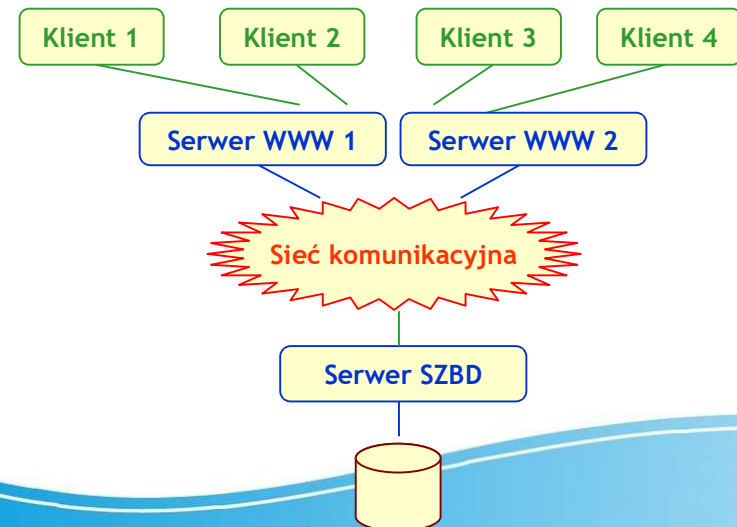 Klient 1
Klient 2
Klient 3
Klient 4
Serwer WWW 1
Serwer WWW 2
Sieć komunikacyjna
Serwer SZBD